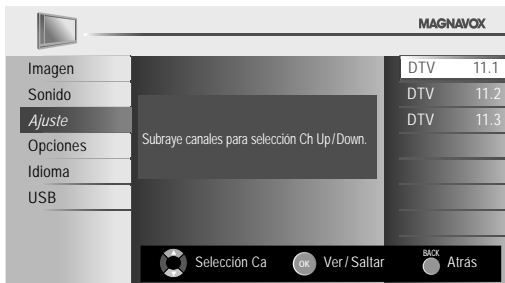 MAGNAVOX
Imagen
Sonido
Ajuste
Opciones
Idioma
USB
Subraye canales para selección Ch Up/Down.
DTV 11.1
DTV 11.2
DTV 11.3
Selección Ca
OK Ver / Saltar
BACK Atrás